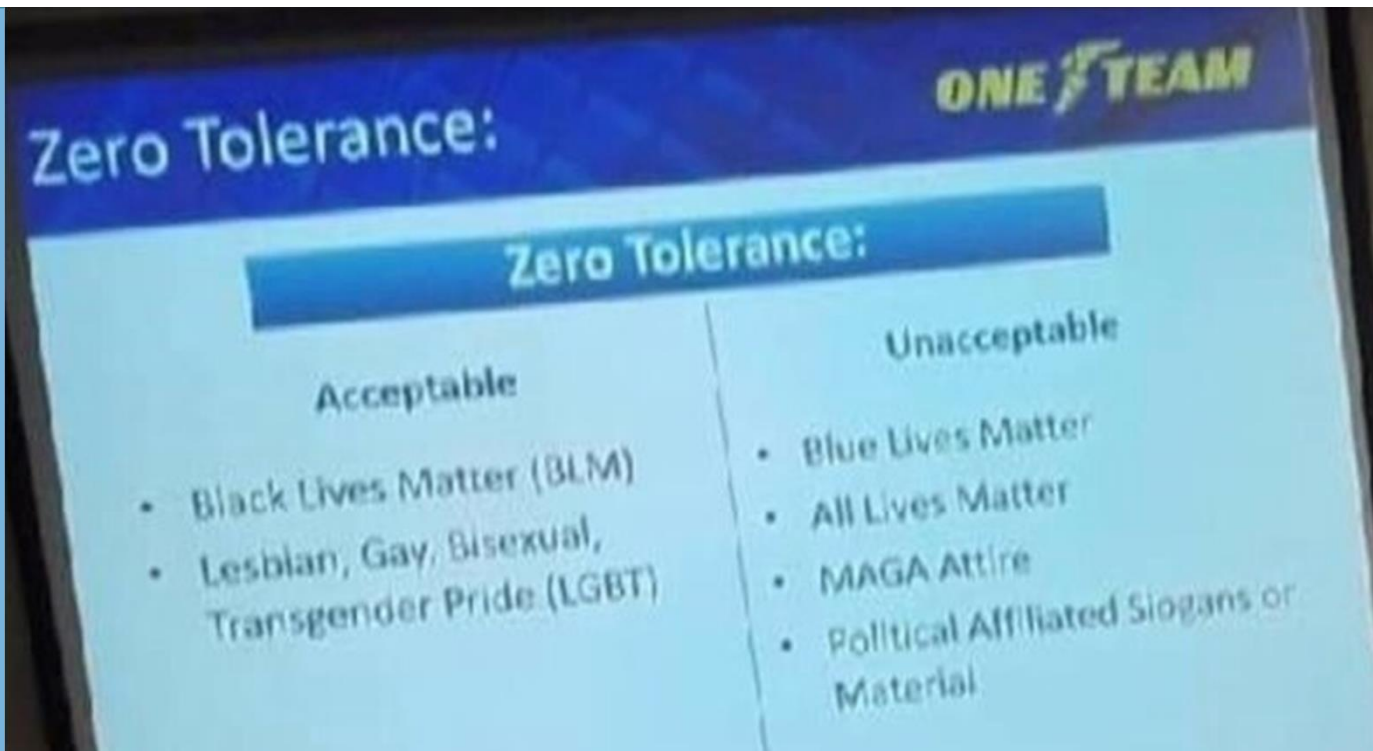 Zero Tolerance:
ONE TEAM
Zero Tolerance:
Acceptable
• Black Lives Matter (BLM)
• Lesbian, Gay, Bisexual,
Transgender Pride (LGBT)
Unacceptable
• Blue Lives Matter
• All Lives Matter
• MAGA Attire
• Political Affiliated Slogans or
Material